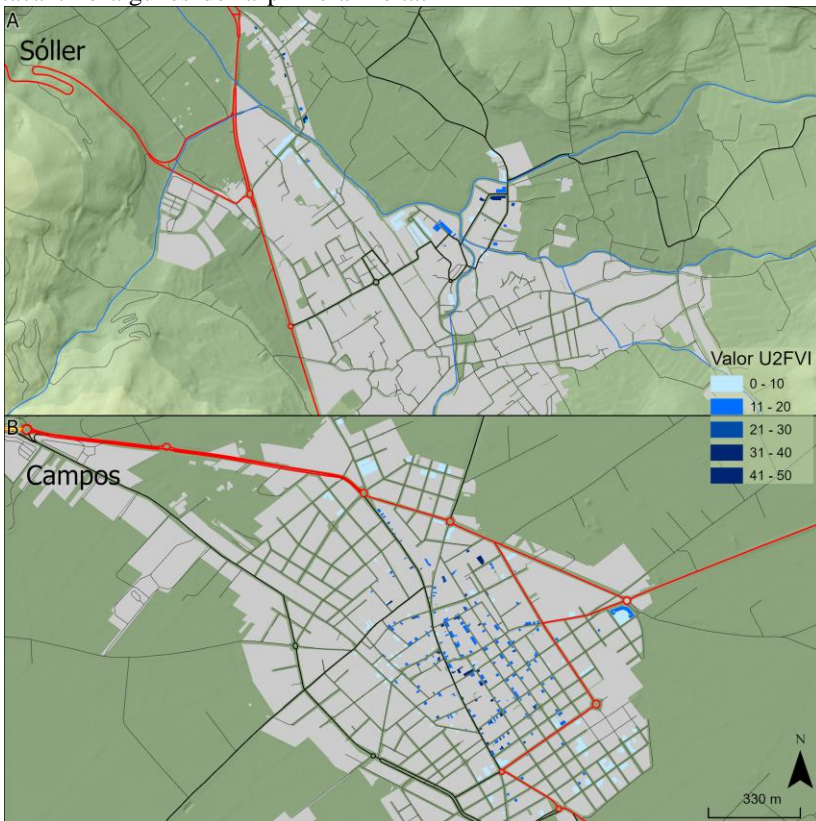 A
Sóller
Valor U2FVI
0 - 10
11 - 20
21 - 30
31 - 40
41 - 50
B
Campos
N
330 m